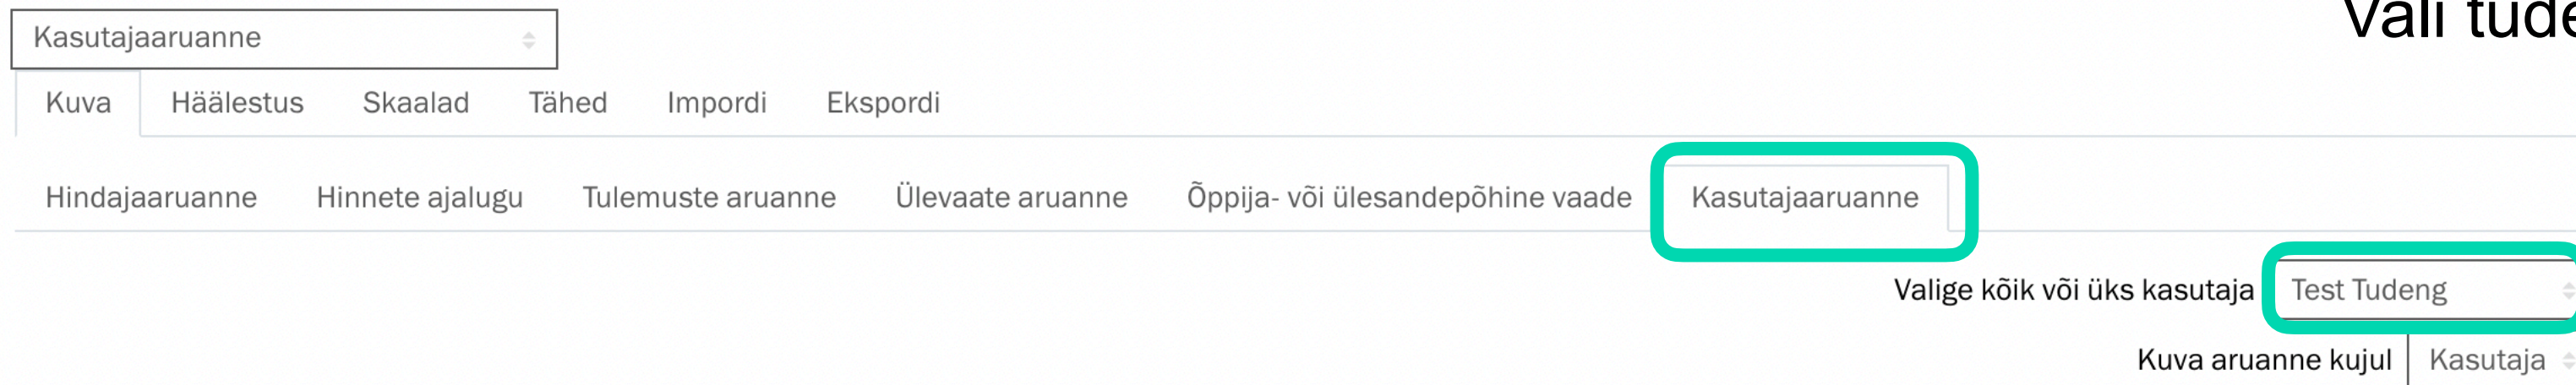 Vali
Kasutajaaruanne
Kuva Häälestus Skaalad Tähed Impordi Ekspordi
Hindajaaruanne Hinnete ajalugu Tulemuste aruanne Ülevaate aruanne Õppija- või ülesandepõhine vaade Kasutajaaruanne
Valige kõik või üks kasutaja Test Tudeng
Kuva aruanne kujul Kasutaja